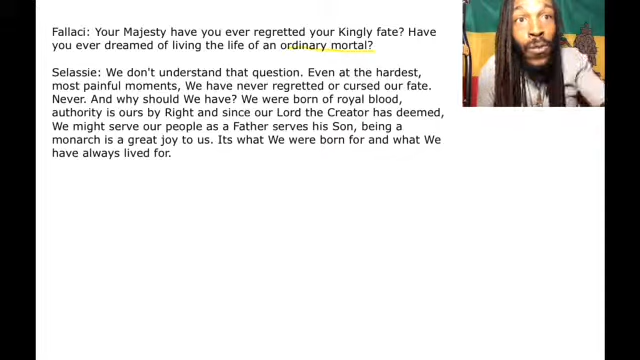 Fallaci: Your Majesty have you ever regretted your Kingly fate? Have
you ever dreamed of living the life of an ordinary mortal?
Selassie: We don't understand that question. Even at the hardest,
most painful moments, We have never regretted or cursed our fate.
Never. And why should We have? We were born of royal blood,
authority is ours by Right and since our Lord the Creator has deemed,
We might serve our people as a Father serves his Son, being a
monarch is a great joy to us. Its what We were born for and what We
have always lived for.